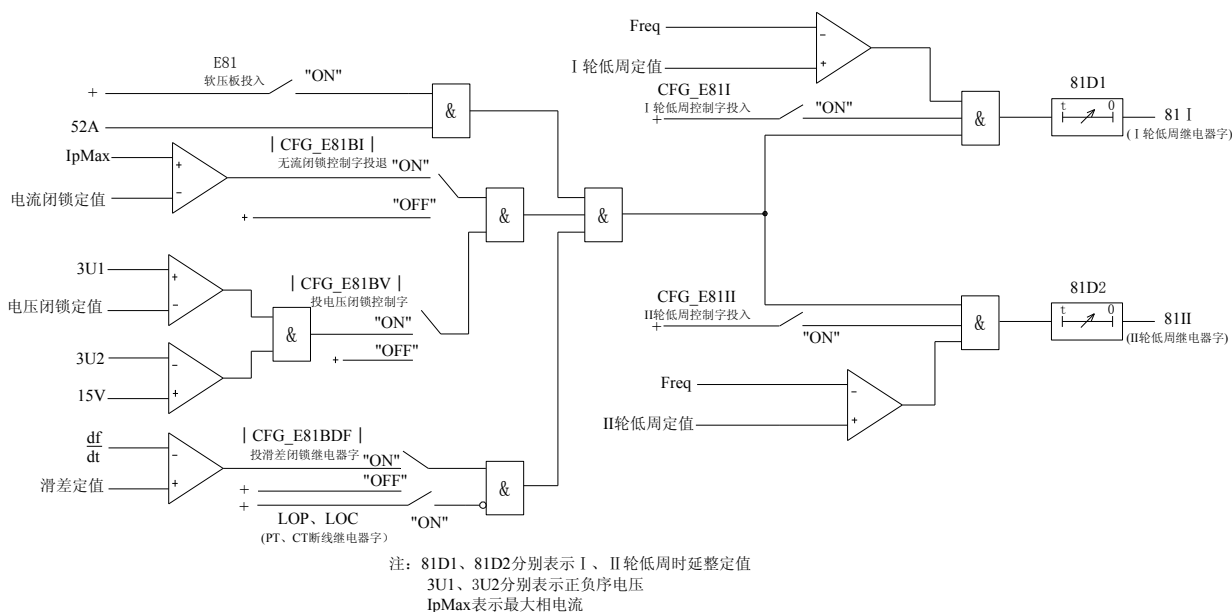 E81
软压板投入
"ON"
+
&
52A
IpMax
+
−
电流闭锁定值
| CFG_E81BI |
无流闭锁控制字投退
"ON"
+
"OFF"
&
&
3U1
+
−
电压闭锁定值
| CFG_E81BV |
投电压闭锁控制字
"ON"
+
"OFF"
&
3U2
−
+
15V
df
dt
−
+
滑差定值
| CFG_E81BDF |
投滑差闭锁继电器字
"ON"
+
"OFF"
+
"ON"
&
LOP、LOC
(PT、CT断线继电器字)
Freq
−
+
Ⅰ轮低周定值
CFG_E81I
Ⅰ轮低周控制字投入
+
"ON"
&
81D1
t 0
81Ⅰ
(Ⅰ轮低周继电器字)
CFG_E81II
II轮低周控制字投入
+
"ON"
&
81D2
t 0
81II
(II轮低周继电器字)
Freq
−
+
II轮低周定值
注：81D1、81D2分别表示Ⅰ、Ⅱ轮低周时延整定值
3U1、3U2分别表示正负序电压
IpMax表示最大相电流